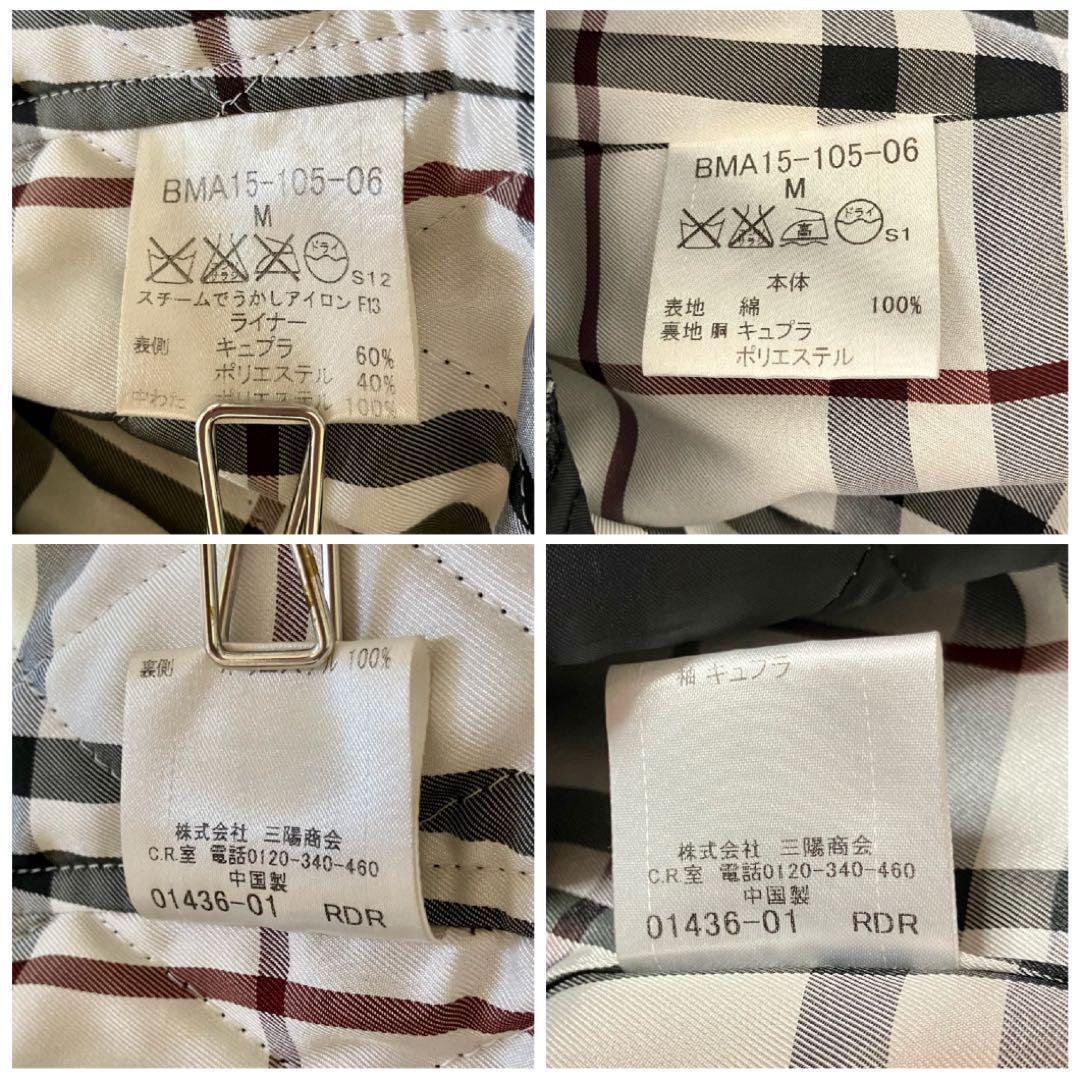 BMA15-105-06
M
サラシ ドライ S12
スチームでうかしアイロン F13
ライナー
表側 キュプラ 60%
ポリエステル 40%
中わた ポリエステル 100%
BMA15-105-06
M
サラシ 高 ドライ S1
本体
表地 綿 100%
裏地 胴 キュプラ
ポリエステル
裏側 100%
株式会社 三陽商会
C.R.室 電話0120-340-460
中国製
01436-01 RDR
袖 キュプラ
株式会社 三陽商会
C.R.室 電話0120-340-460
中国製
01436-01 RDR